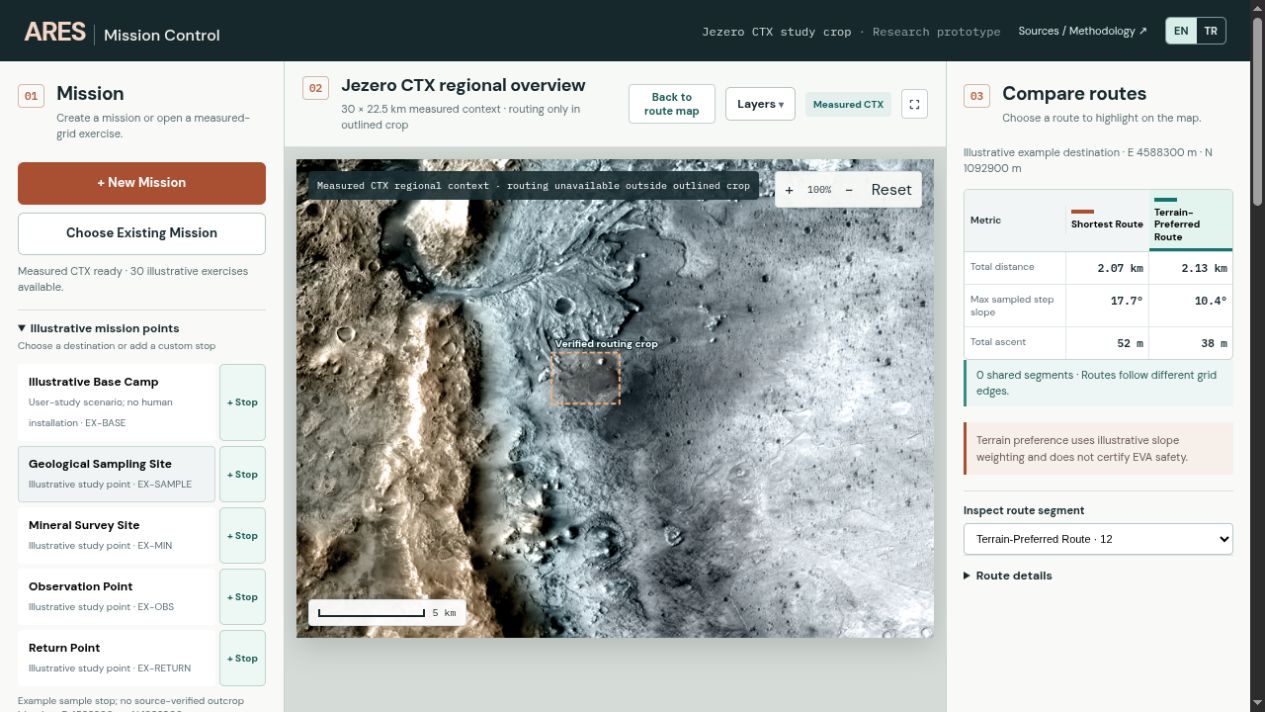 ARES
Mission Control
Jezero CTX study crop · Research prototype
Sources / Methodology ↗
EN
TR
01
Mission
Create a mission or open a measured-
grid exercise.
+ New Mission
Choose Existing Mission
Measured CTX ready · 30 illustrative exercises
available.
▼ Illustrative mission points
Choose a destination or add a custom stop
Illustrative Base Camp
User-study scenario; no human
installation · EX-BASE
+ Stop
Geological Sampling Site
Illustrative study point · EX-SAMPLE
+ Stop
Mineral Survey Site
Illustrative study point · EX-MIN
+ Stop
Observation Point
Illustrative study point · EX-OBS
+ Stop
Return Point
Illustrative study point · EX-RETURN
+ Stop
Example sample stop; no source-verified outcrop
02
Jezero CTX regional overview
30 × 22.5 km measured context · routing only in
outlined crop
Back to
route map
Layers ▾
Measured CTX
Measured CTX regional context · routing unavailable outside outlined crop
+
100%
−
Reset
Verified routing crop
5 km
03
Compare routes
Choose a route to highlight on the map.
Illustrative example destination · E 4588300 m · N
1092900 m
Metric
Shortest Route
Terrain-
Preferred
Route
Total distance
2.07 km
2.13 km
Max sampled step
slope
17.7°
10.4°
Total ascent
52 m
38 m
0 shared segments · Routes follow different grid
edges.
Terrain preference uses illustrative slope
weighting and does not certify EVA safety.
Inspect route segment
Terrain-Preferred Route · 12
▶ Route details